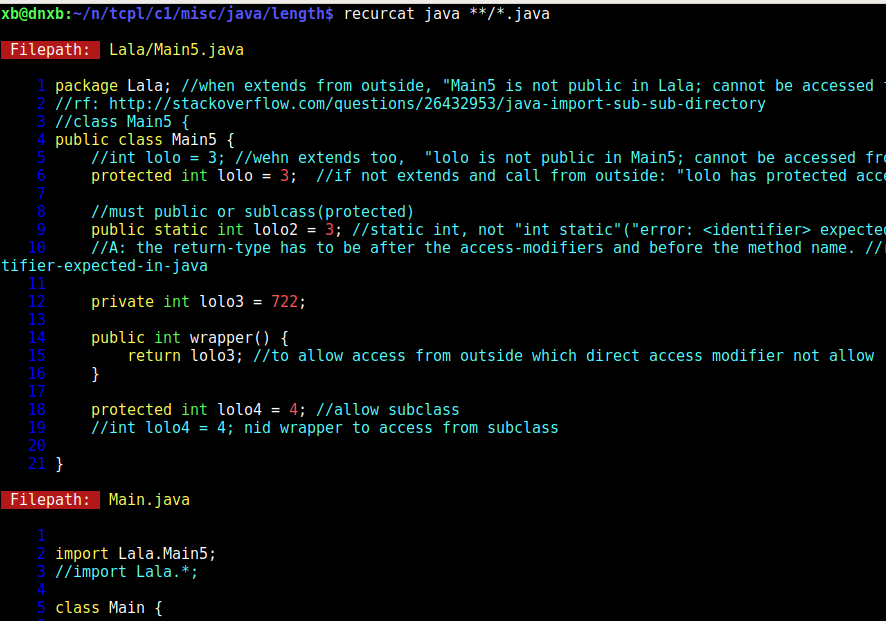 xb@dnxb:~/n/tcpl/c1/misc/java/length$ recurcat java **/*.java
Filepath: Lala/Main5.java
1 package Lala; //when extends from outside, "Main5 is not public in Lala; cannot be accessed
2 //rf: http://stackoverflow.com/questions/26432953/java-import-sub-sub-directory
3 //class Main5 {
4 public class Main5 {
5     //int lolo = 3; //wehn extends too,  "lolo is not public in Main5; cannot be accessed fro
6     protected int lolo = 3;  //if not extends and call from outside: "lolo has protected acce
7
8     //must public or sublcass(protected)
9     public static int lolo2 = 3; //static int, not "int static"("error: <identifier> expected
10     //A: the return-type has to be after the access-modifiers and before the method name. //r
tifier-expected-in-java
11
12     private int lolo3 = 722;
13
14     public int wrapper() {
15         return lolo3; //to allow access from outside which direct access modifier not allow
16     }
17
18     protected int lolo4 = 4; //allow subclass
19     //int lolo4 = 4; nid wrapper to access from subclass
20
21 }
Filepath: Main.java
1
2 import Lala.Main5;
3 //import Lala.*;
4
5 class Main {